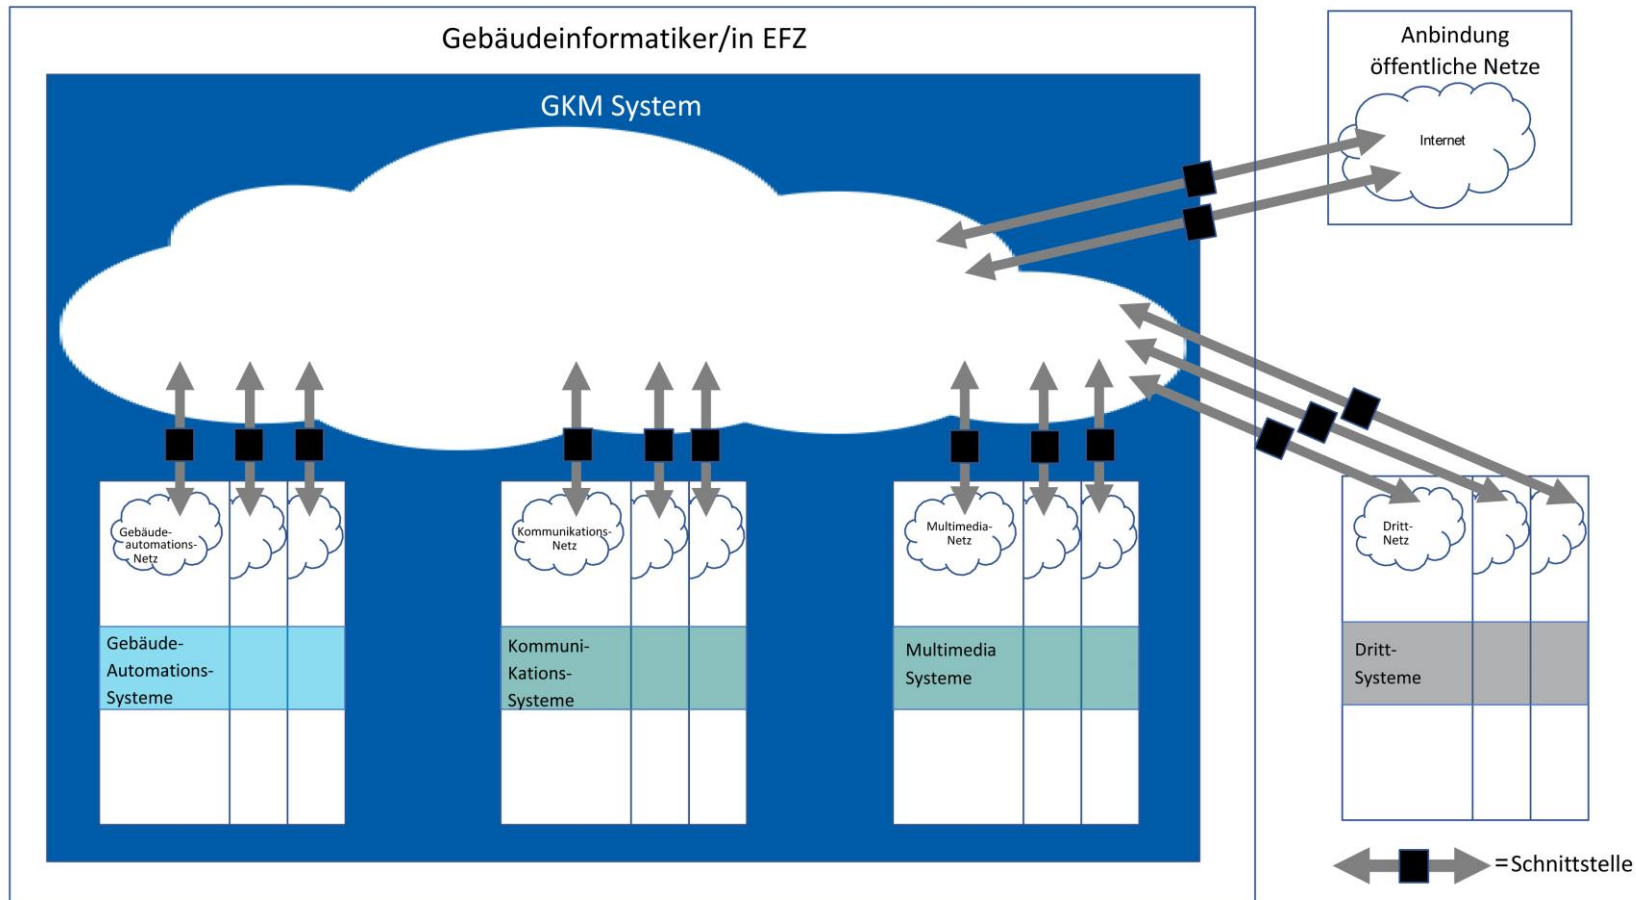 Gebäudeinformatiker/in EFZ
GKM System
Anbindung
öffentliche Netze
Internet
Gebäude-
automations-
Netz
Kommunikations-
Netz
Multimedia-
Netz
Dritt-
Netz
Gebäude-
Automations-
Systeme
Kommuni-
Kations-
Systeme
Multimedia
Systeme
Dritt-
Systeme
=Schnittstelle